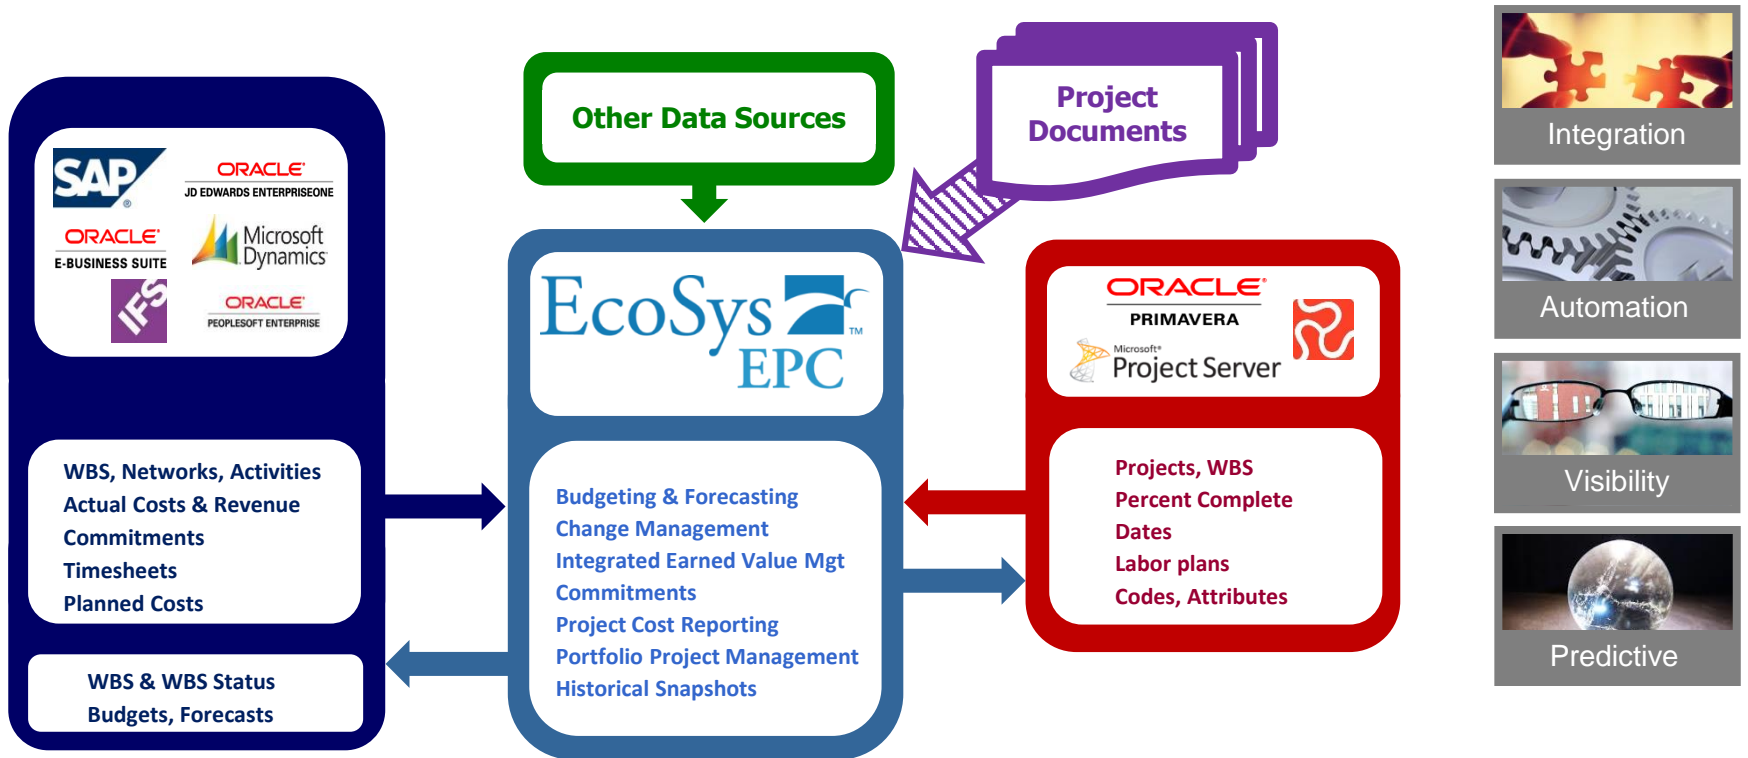 SAP
®
ORACLE®
JD EDWARDS ENTERPRISEONE
ORACLE®
E-BUSINESS SUITE
Microsoft
Dynamics
IFS
ORACLE®
PEOPLESOFT ENTERPRISE
WBS, Networks, Activities
Actual Costs & Revenue
Commitments
Timesheets
Planned Costs
WBS & WBS Status
Budgets, Forecasts
Other Data Sources
Project
Documents
EcoSys ™
EPC
Budgeting & Forecasting
Change Management
Integrated Earned Value Mgt
Commitments
Project Cost Reporting
Portfolio Project Management
Historical Snapshots
ORACLE®
PRIMAVERA
Microsoft®
Project Server
Projects, WBS
Percent Complete
Dates
Labor plans
Codes, Attributes
Integration
Automation
Visibility
Predictive